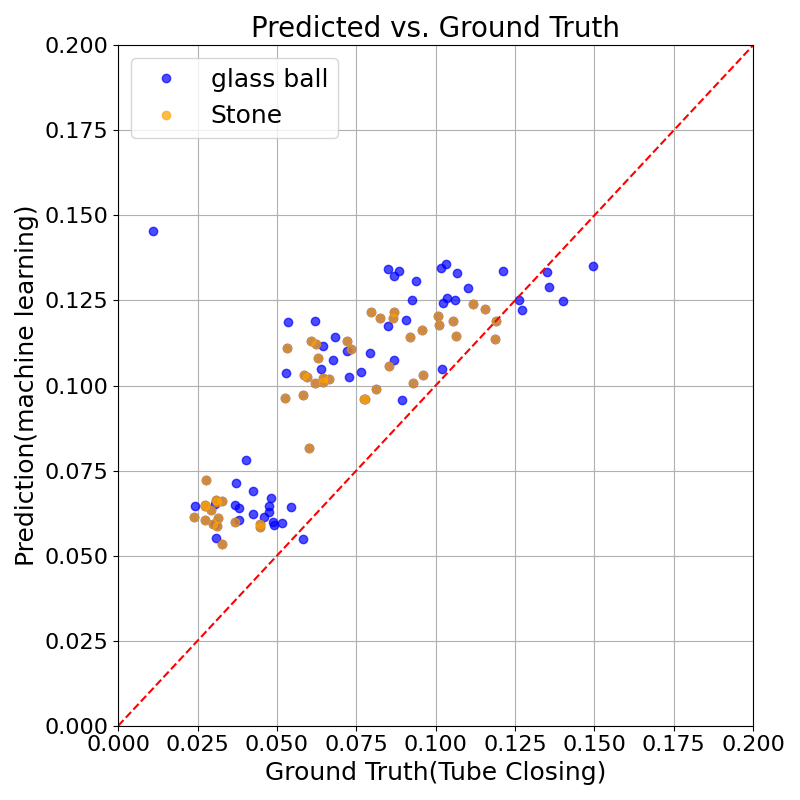 Predicted vs. Ground Truth
glass ball
Stone
Prediction(machine learning)
0.200
0.175
0.150
0.125
0.100
0.075
0.050
0.025
0.000
0.000 0.025 0.050 0.075 0.100 0.125 0.150 0.175 0.200
Ground Truth(Tube Closing)